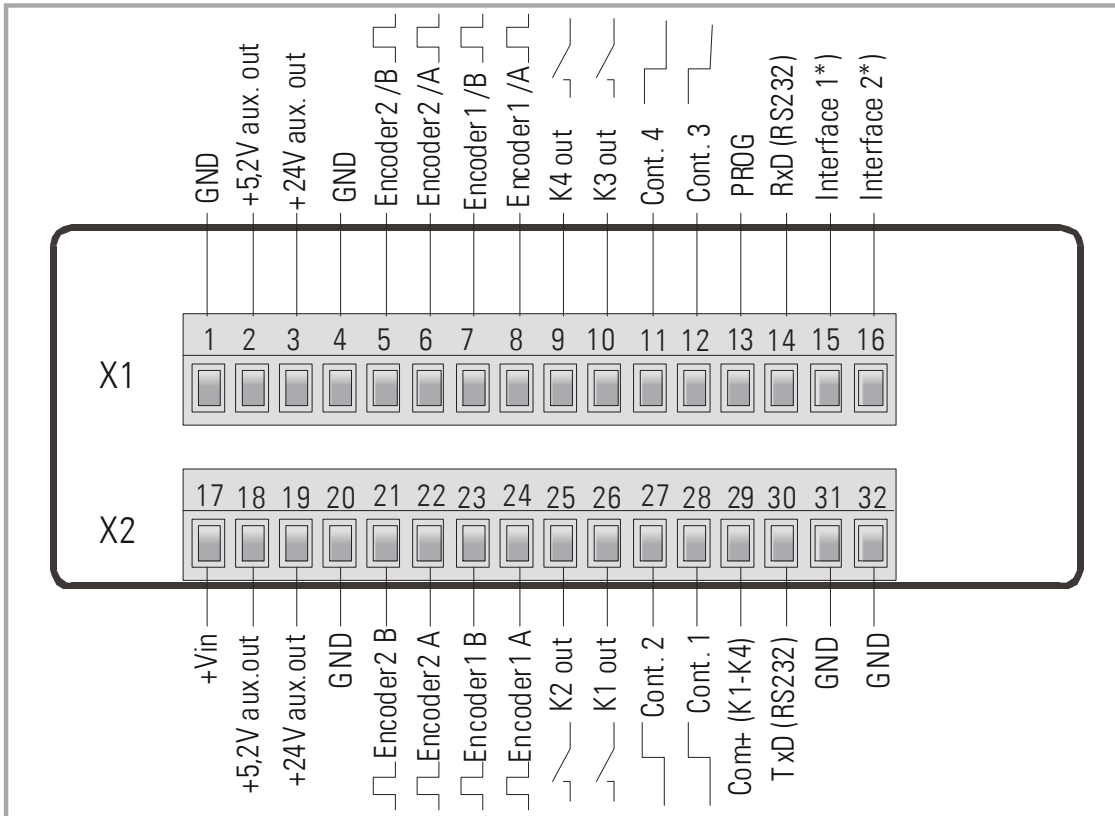 GND
+5,2V aux. out
+24V aux. out
GND
Encoder2 /B
Encoder2 /A
Encoder1 /B
Encoder1 /A
K4 out
K3 out
Cont. 4
Cont. 3
PROG
RxD (RS232)
Interface 1*)
Interface 2*)
1 2 3 4 5 6 7 8 9 10 11 12 13 14 15 16
X1
17 18 19 20 21 22 23 24 25 26 27 28 29 30 31 32
X2
+Vin
+5,2V aux.out
+24V aux.out
GND
Encoder2 B
Encoder2 A
Encoder1 B
Encoder1 A
K2 out
K1 out
Cont. 2
Cont. 1
Com+ (K1-K4)
TxD (RS232)
GND
GND